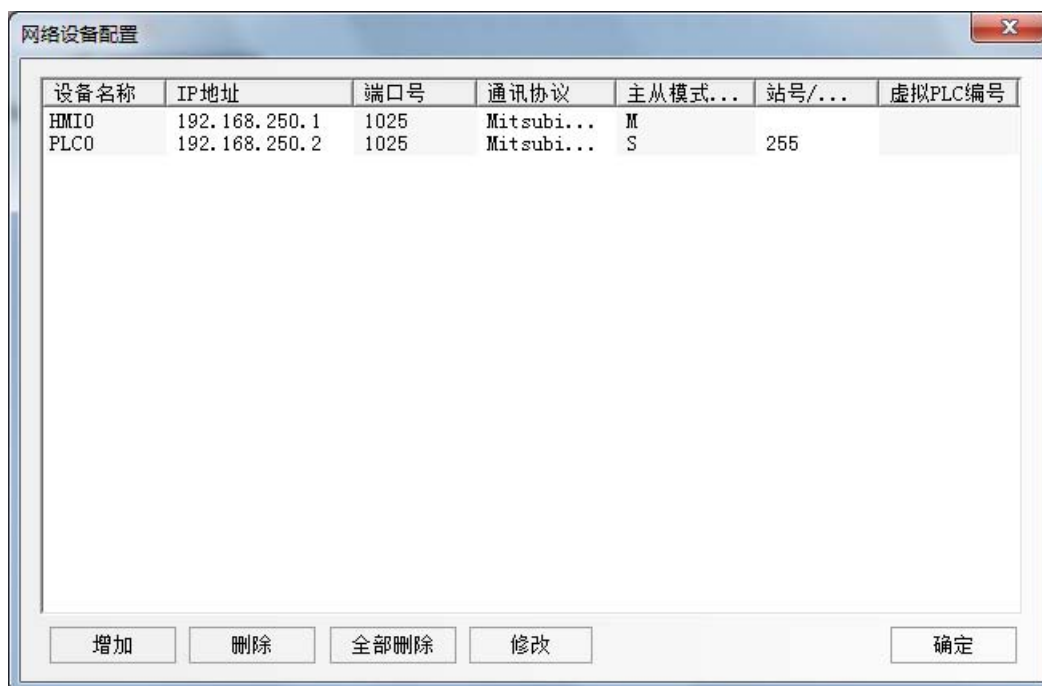 网络设备配置
设备名称 IP地址 端口号 通讯协议 主从模式... 站号/... 虚拟PLC编号
HMI0 192.168.250.1 1025 Mitsubi... M
PLC0 192.168.250.2 1025 Mitsubi... S 255
增加 删除 全部删除 修改 确定